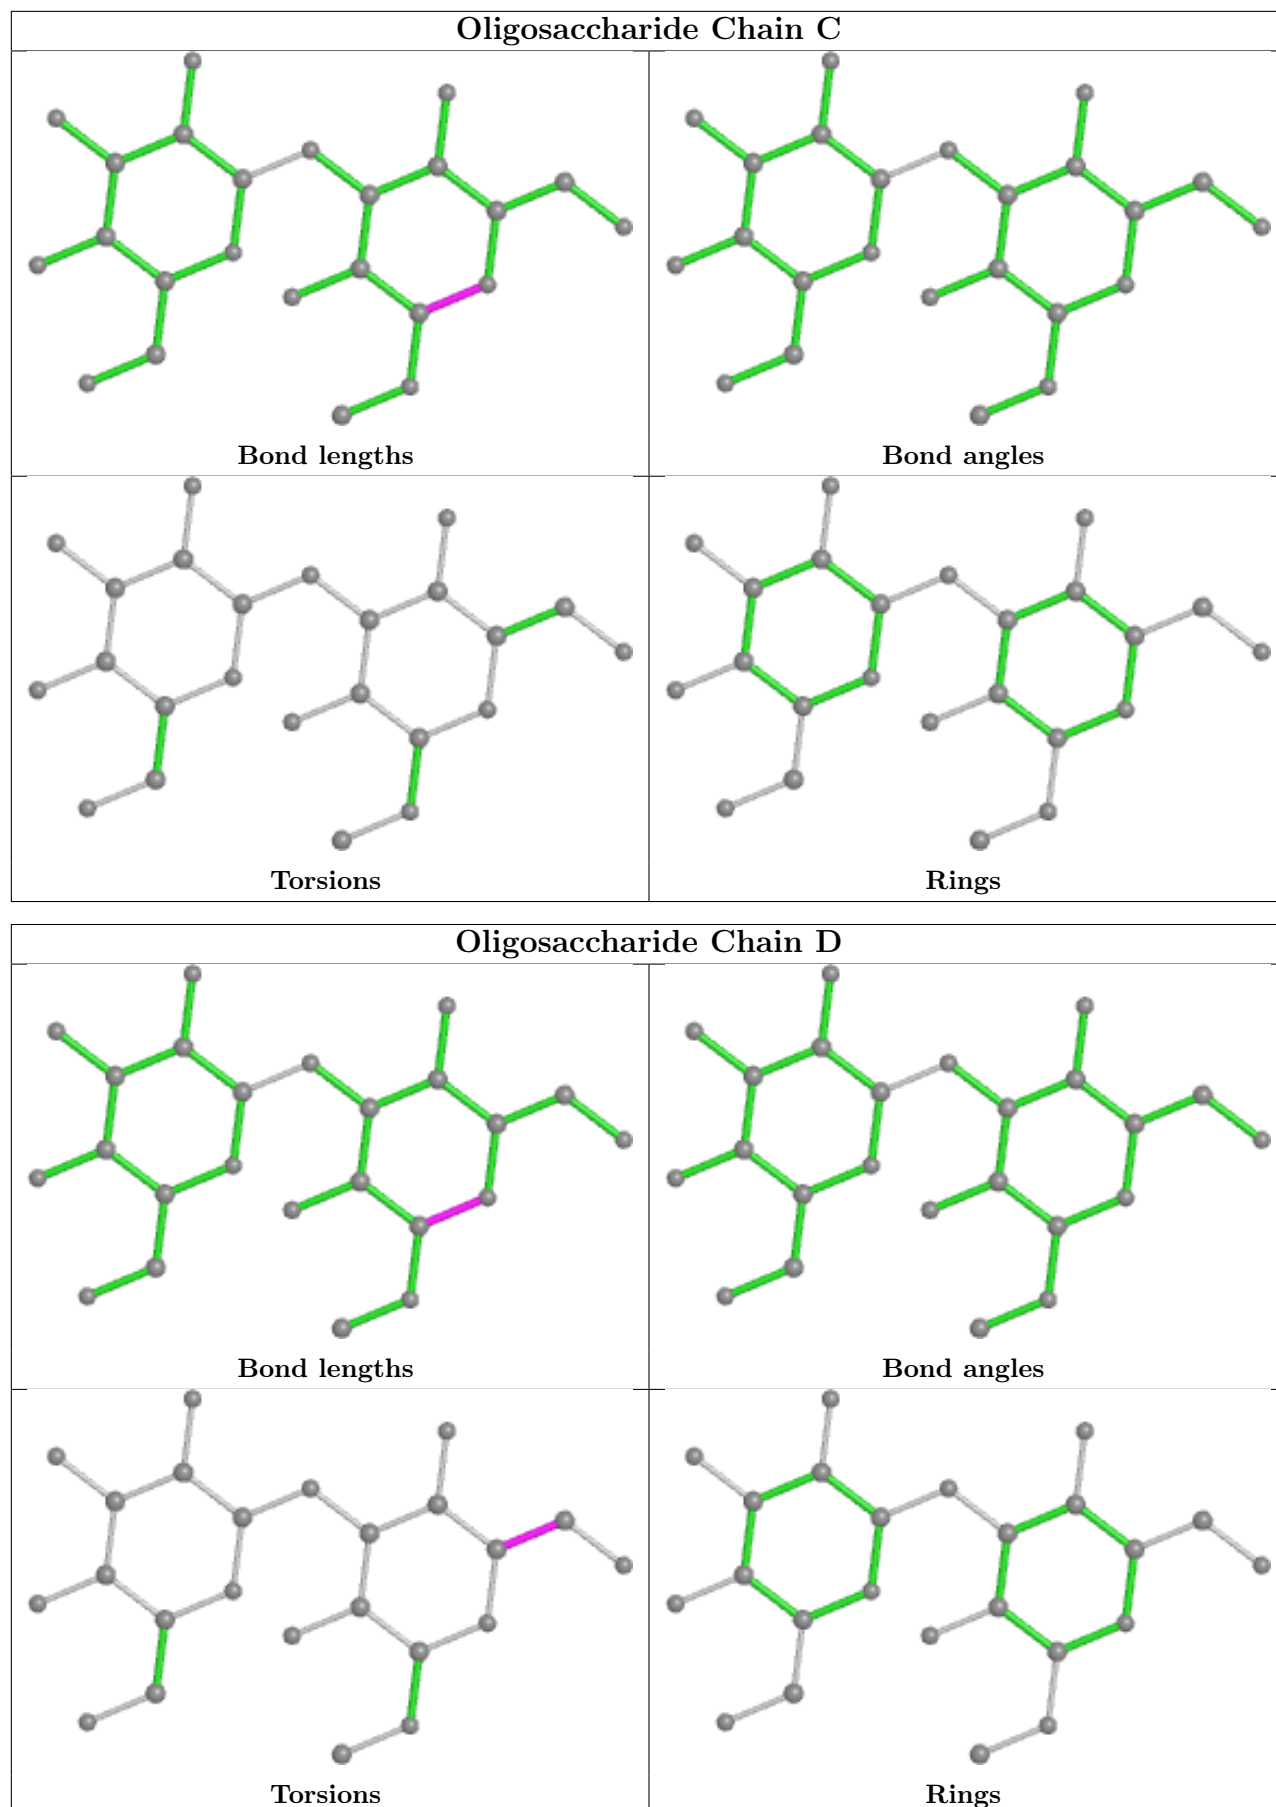 Oligosaccharide Chain C
Bond lengths
Bond angles
Torsions
Rings
Oligosaccharide Chain D
Bond lengths
Bond angles
Torsions
Rings